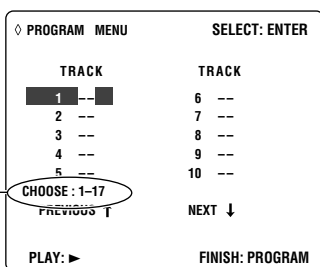 ◊ PROGRAM MENU SELECT: ENTER
TRACK TRACK
1 -- 6 --
2 -- 7 --
3 -- 8 --
4 -- 9 --
5 -- 10 --
CHOOSE : 1–17
PREVIOUS ↑ NEXT ↓
PLAY: ► FINISH: PROGRAM